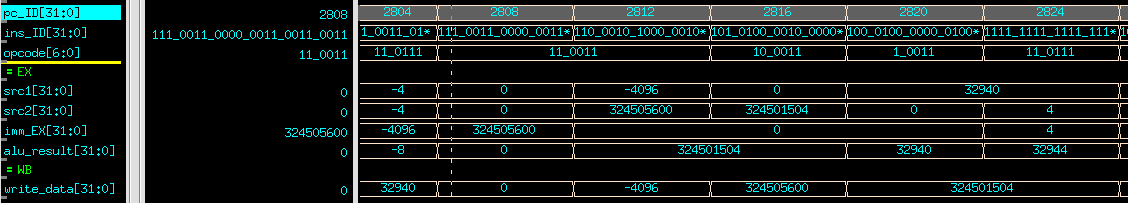 pc_ID[31:0] 2808 2804 2808 2812 2816 2820 2824
ins_ID[31:0] 111_0011_0000_0011_0011_0011 1_0011_01* 111_0011_0000_0011* 110_0010_1000_0010* 101_0100_0010_0000* 100_0100_0000_0100* 1111_1111_1111_111*
opcode[6:0] 11_0011 11_0111 11_0011 10_0011 1_0011 11_0111
= EX
src1[31:0] 0 -4 0 -4096 0 32940
src2[31:0] 0 -4 0 324505600 324501504 0 4
imm_EX[31:0] 324505600 -4096 324505600 0 4
alu_result[31:0] 0 -8 0 324501504 32940 32944
= WB
write_data[31:0] 0 32940 0 -4096 324505600 324501504